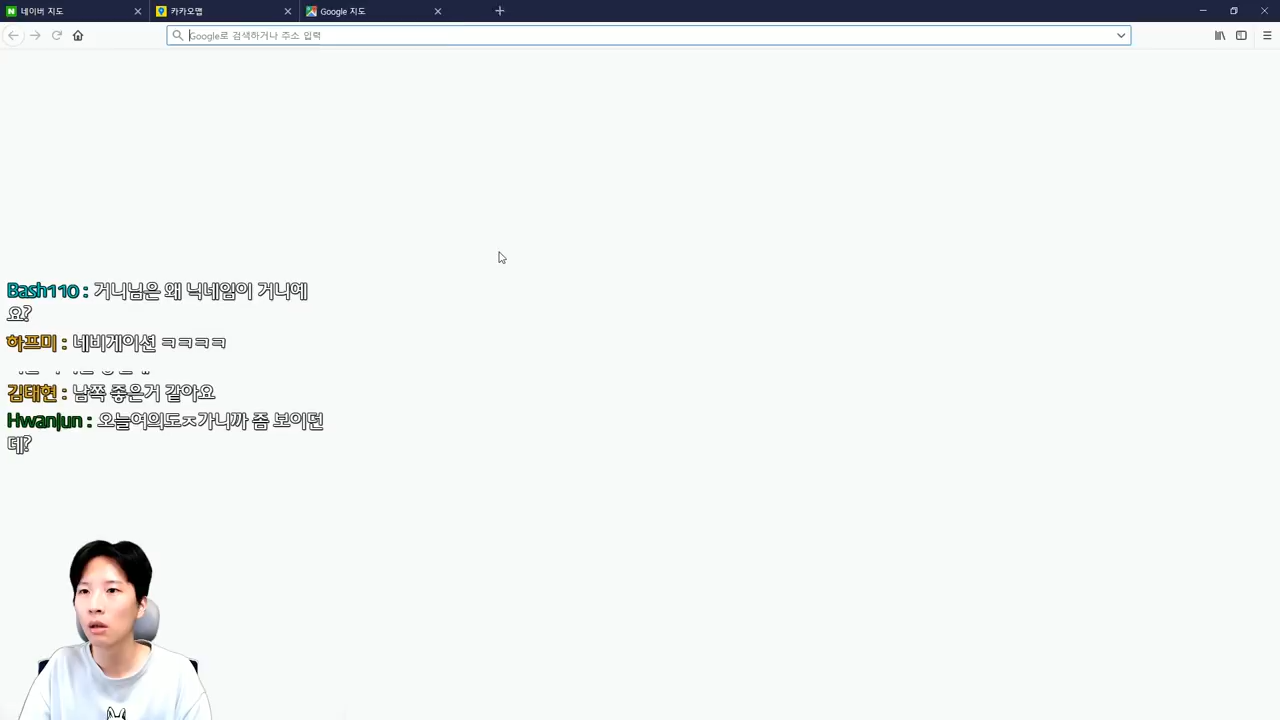 네이버 지도
카카오맵
Google 지도
Google로 검색하거나 주소 입력
Bash110 : 거니님은 왜 닉네임이 거니에
요?
하프미 : 네비게이션 ㅋㅋㅋㅋ
김태현 : 남쪽 좋은거 같아요
Hwanjun : 오늘여의도ㅈ가니까 좀 보이던
데?